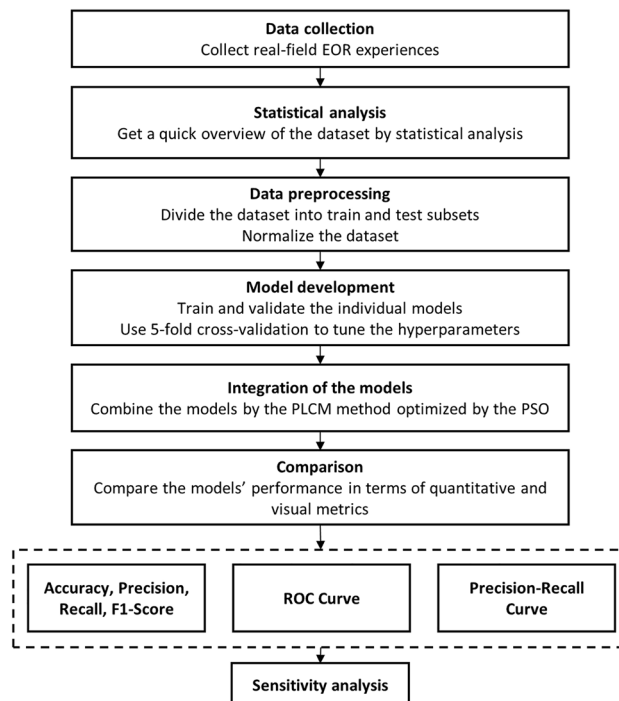 Data collection
Collect real-field EOR experiences
Statistical analysis
Get a quick overview of the dataset by statistical analysis
Data preprocessing
Divide the dataset into train and test subsets
Normalize the dataset
Model development
Train and validate the individual models
Use 5-fold cross-validation to tune the hyperparameters
Integration of the models
Combine the models by the PLCM method optimized by the PSO
Comparison
Compare the models’ performance in terms of quantitative and
visual metrics
Accuracy, Precision,
Recall, F1-Score
ROC Curve
Precision-Recall
Curve
Sensitivity analysis